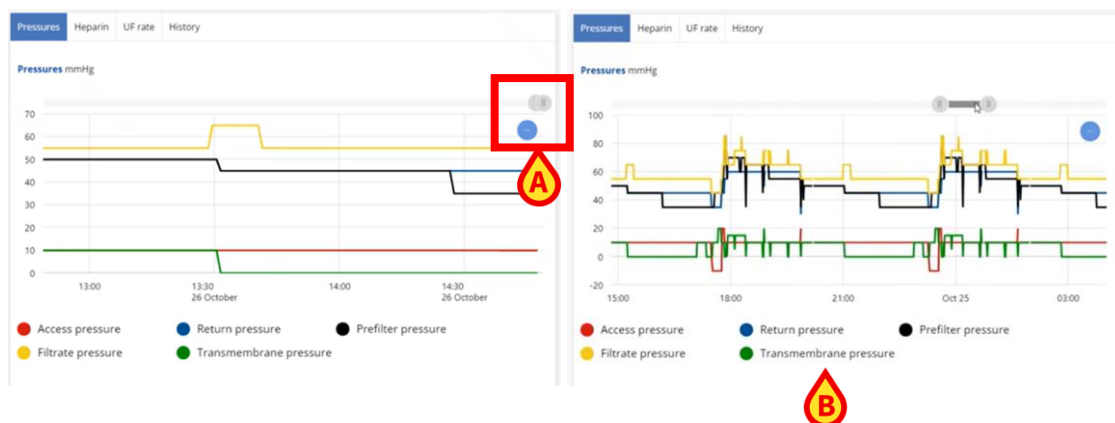 Pressures Heparin UF rate History
Pressures mmHg
70
60
50
40
30
20
10
0
13:00 13:30 14:00 14:30
26 October 26 October
Access pressure Return pressure Prefilter pressure
Filtrate pressure Transmembrane pressure
A
Pressures Heparin UF rate History
Pressures mmHg
100
80
60
40
20
0
-20
15:00 18:00 21:00 Oct 25 03:00
Access pressure Return pressure Prefilter pressure
Filtrate pressure Transmembrane pressure
B